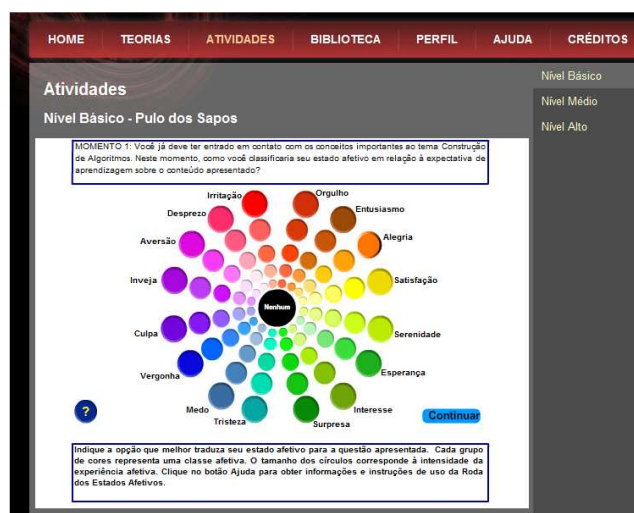 HOME TEORIAS ATIVIDADES BIBLIOTECA PERFIL AJUDA CRÉDITOS
Nível Básico
Nível Médio
Nível Alto
Atividades
Nível Básico - Pulo dos Sapos
MOMENTO 1: Você já deve ter entrado em contato com os conceitos importantes ao tema Construção
de Algoritmos. Neste momento, como você classificaria seu estado afetivo em relação à expectativa de
aprendizagem sobre o conteúdo apresentado?
Irritação Orgulho
Desprezo Entusiasmo
Aversão Alegria
Inveja Satisfação
Nenhum
Culpa Serenidade
Vergonha Esperança
Medo Interesse
Tristeza Surpresa
? Continuar
Indique a opção que melhor traduza seu estado afetivo para a questão apresentada. Cada grupo
de cores representa uma classe afetiva. O tamanho dos círculos corresponde à intensidade da
experiência afetiva. Clique no botão Ajuda para obter informações e instruções de uso da Roda
dos Estados Afetivos.